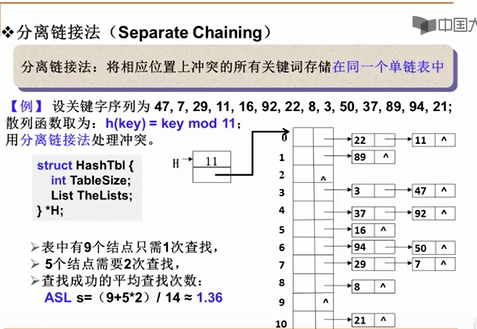 ❖分离链接法（Separate Chaining）
中国大
分离链接法：将相应位置上冲突的所有关键词存储在同一个单链表中
【例】 设关键字序列为 47, 7, 29, 11, 16, 92, 22, 8, 3, 50, 37, 89, 94, 21;
散列函数取为：h(key) = key mod 11；
用分离链接法处理冲突。
struct HashTbl {
int TableSize;
List TheLists;
} *H;
H
11
0 22 11 ^
1 89 ^
2 ^
3 3 47 ^
4 37 92 ^
5 16 ^
6 94 50 ^
7 29 7 ^
8 8 ^
9 ^
10 21 ^
➢表中有9个结点只需1次查找，
➢ 5个结点需要2次查找，
➢查找成功的平均查找次数：
ASL s=（9+5*2）/ 14 ≈ 1.36